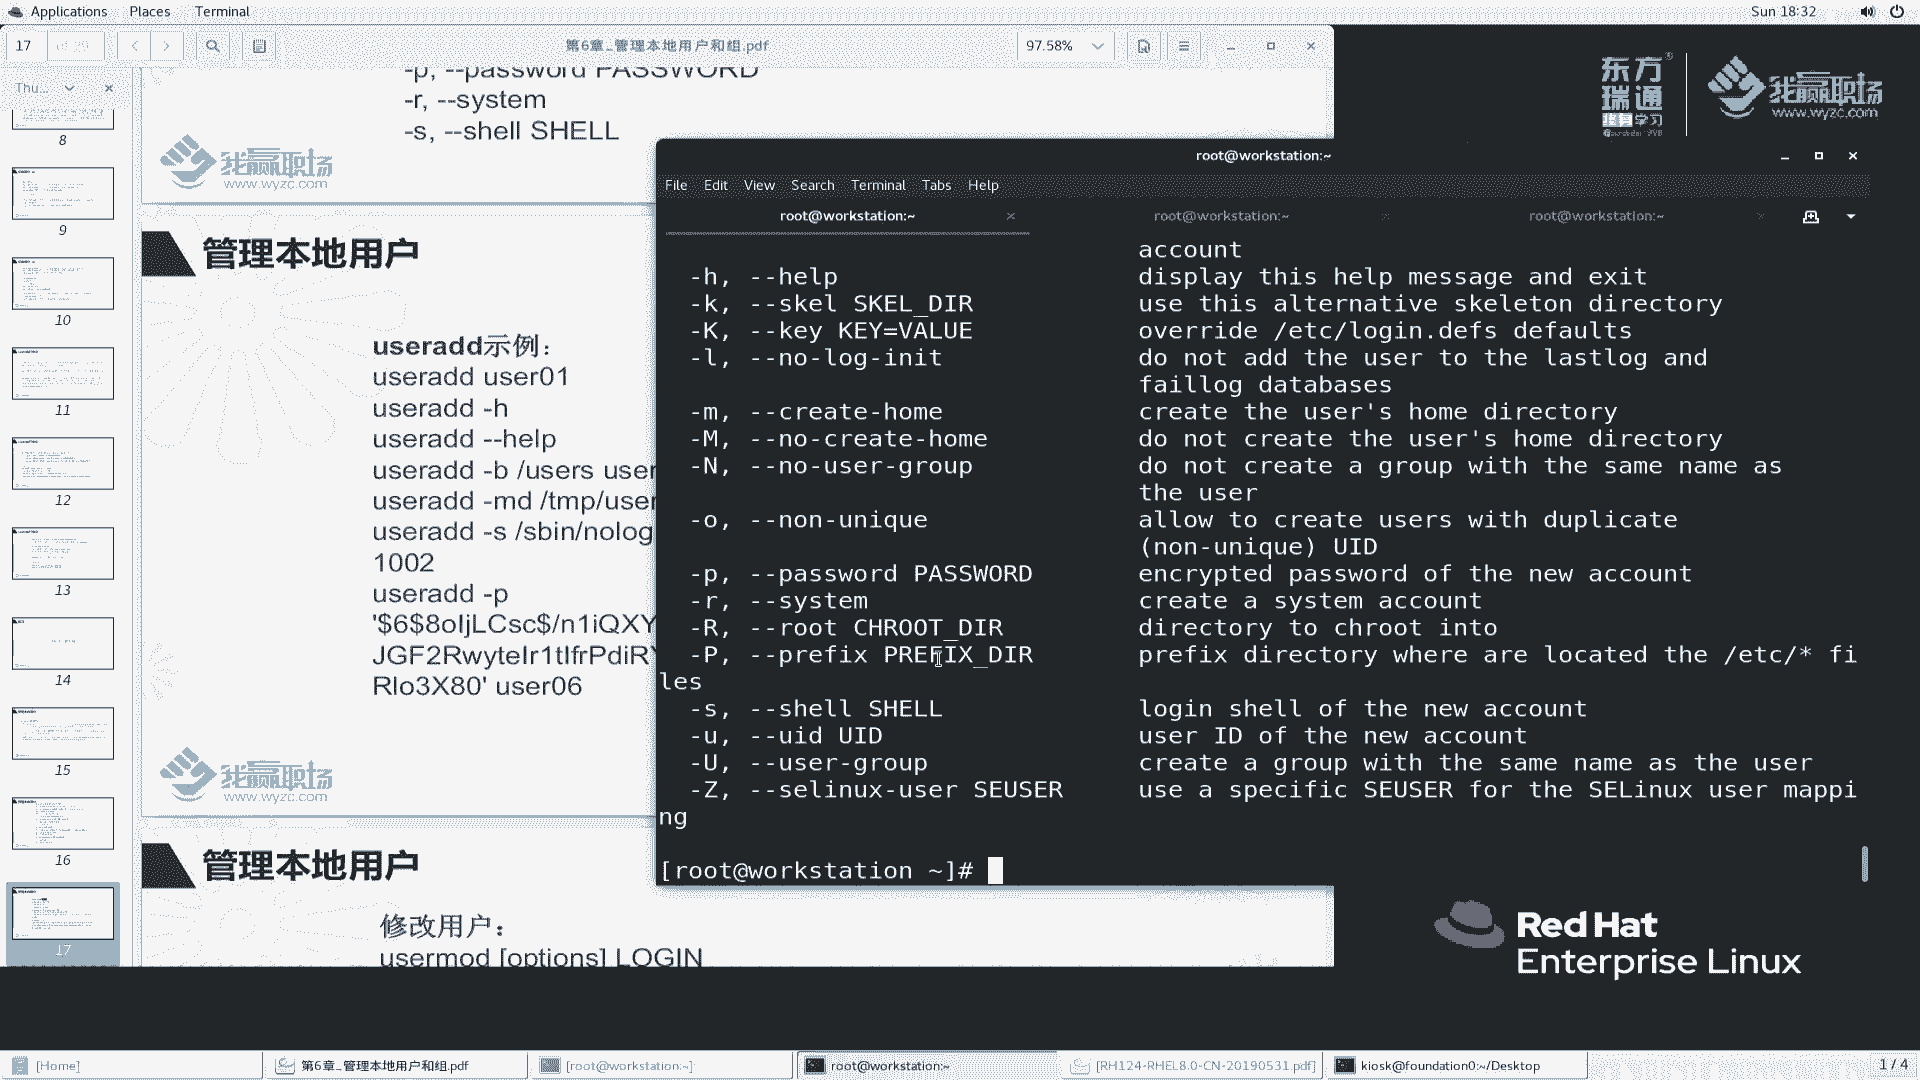 Applications Places Terminal Sun 18:32
17 of 29 第6章_管理本地用户和组.pdf 97.58%
Thu...
8
9
10
11
12
13
14
15
16
17
-p, --password PASSWORD
-r, --system
-s, --shell SHELL
我赢职场
www.wyzc.com
管理本地用户
useradd示例：
useradd user01
useradd -h
useradd --help
useradd -b /users user
useradd -md /tmp/user
useradd -s /sbin/nolog
1002
useradd -p
'$6$8oIjLCsc$/n1iQXY
Rlo3X80' user06
我赢职场
www.wyzc.com
管理本地用户
修改用户：
usermod [options] LOGIN
东方瑞通
我赢职场
www.wyzc.com
root@workstation:~
File Edit View Search Terminal Tabs Help
root@workstation:~ root@workstation:~ root@workstation:~
account
-h, --help display this help message and exit
-k, --skel SKEL_DIR use this alternative skeleton directory
-K, --key KEY=VALUE override /etc/login.defs defaults
-l, --no-log-init do not add the user to the lastlog and
faillog databases
-m, --create-home create the user's home directory
-M, --no-create-home do not create the user's home directory
-N, --no-user-group do not create a group with the same name as
the user
-o, --non-unique allow to create users with duplicate
(non-unique) UID
-p, --password PASSWORD encrypted password of the new account
-r, --system create a system account
-R, --root CHROOT_DIR directory to chroot into
-P, --prefix PREFIX_DIR prefix directory where are located the /etc/* fi
les
-s, --shell SHELL login shell of the new account
-u, --uid UID user ID of the new account
-U, --user-group create a group with the same name as the user
-Z, --selinux-user SEUSER use a specific SEUSER for the SELinux user mappi
ng
[root@workstation ~]#
Red Hat
Enterprise Linux
[Home] 第6章_管理本地用户和组.pdf [root@workstation:~] root@workstation:~ [RH124-RHEL8.0-CN-20190531.pdf] kiosk@foundation0:~/Desktop 1 / 4